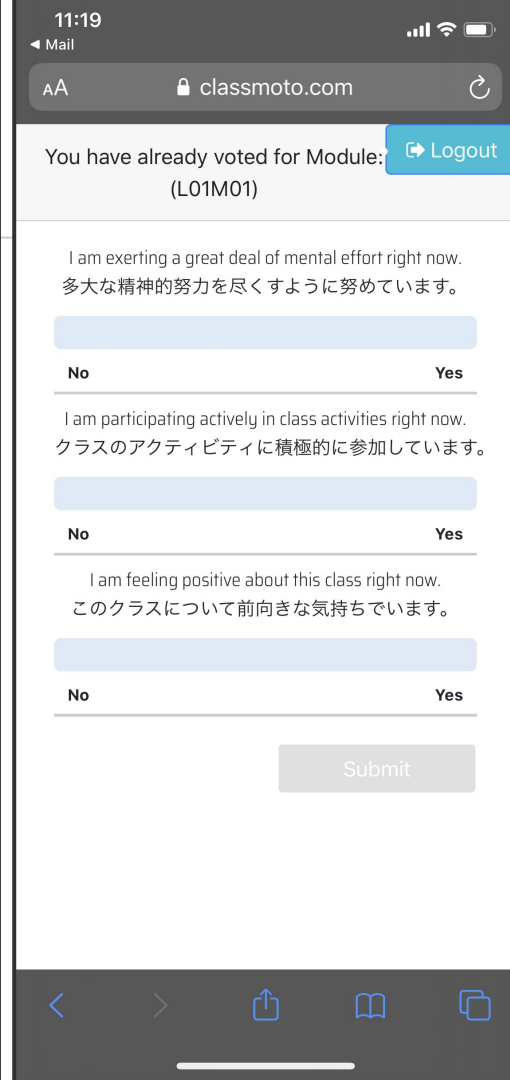 11:19
Mail
AA classmoto.com
You have already voted for Module: Logout
(L01M01)
I am exerting a great deal of mental effort right now.
多大な精神的努力を尽くすように努めています。
No Yes
I am participating actively in class activities right now.
クラスのアクティビティに積極的に参加しています。
No Yes
I am feeling positive about this class right now.
このクラスについて前向きな気持ちでいます。
No Yes
Submit